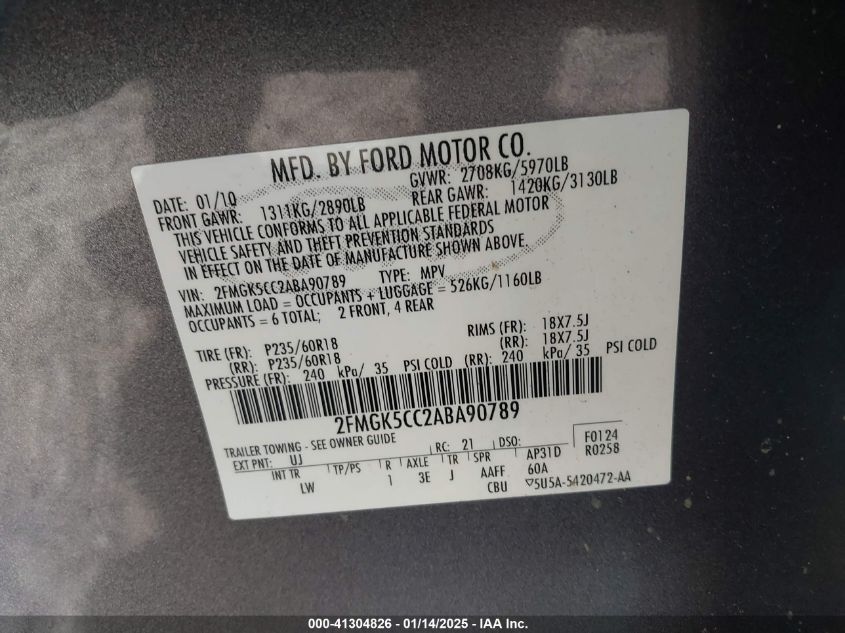 MFD. BY FORD MOTOR CO.
DATE: 01/10 GVWR: 2708KG/5970LB
FRONT GAWR: 1311KG/2890LB REAR GAWR: 1420KG/3130LB
THIS VEHICLE CONFORMS TO ALL APPLICABLE FEDERAL MOTOR
VEHICLE SAFETY AND THEFT PREVENTION STANDARDS
IN EFFECT ON THE DATE OF MANUFACTURE SHOWN ABOVE.
VIN: 2FMGK5CC2ABA90789 TYPE: MPV
MAXIMUM LOAD = OCCUPANTS + LUGGAGE = 526KG/1160LB
OCCUPANTS = 6 TOTAL; 2 FRONT, 4 REAR
TIRE (FR): P235/60R18 RIMS (FR): 18X7.5J
(RR): P235/60R18 (RR): 18X7.5J
PRESSURE (FR): 240 kPa/ 35 PSI COLD (RR): 240 kPa/ 35 PSI COLD
2FMGK5CC2ABA90789
TRAILER TOWING - SEE OWNER GUIDE
EXT PNT: UJ RC: 21 DSO: F0124
INT TR TP/PS R AXLE TR SPR AP31D R0258
LW 1 3E J AAFF 60A
CBU ▽5U5A-5420472-AA
000-41304826 - 01/14/2025 - IAA Inc.